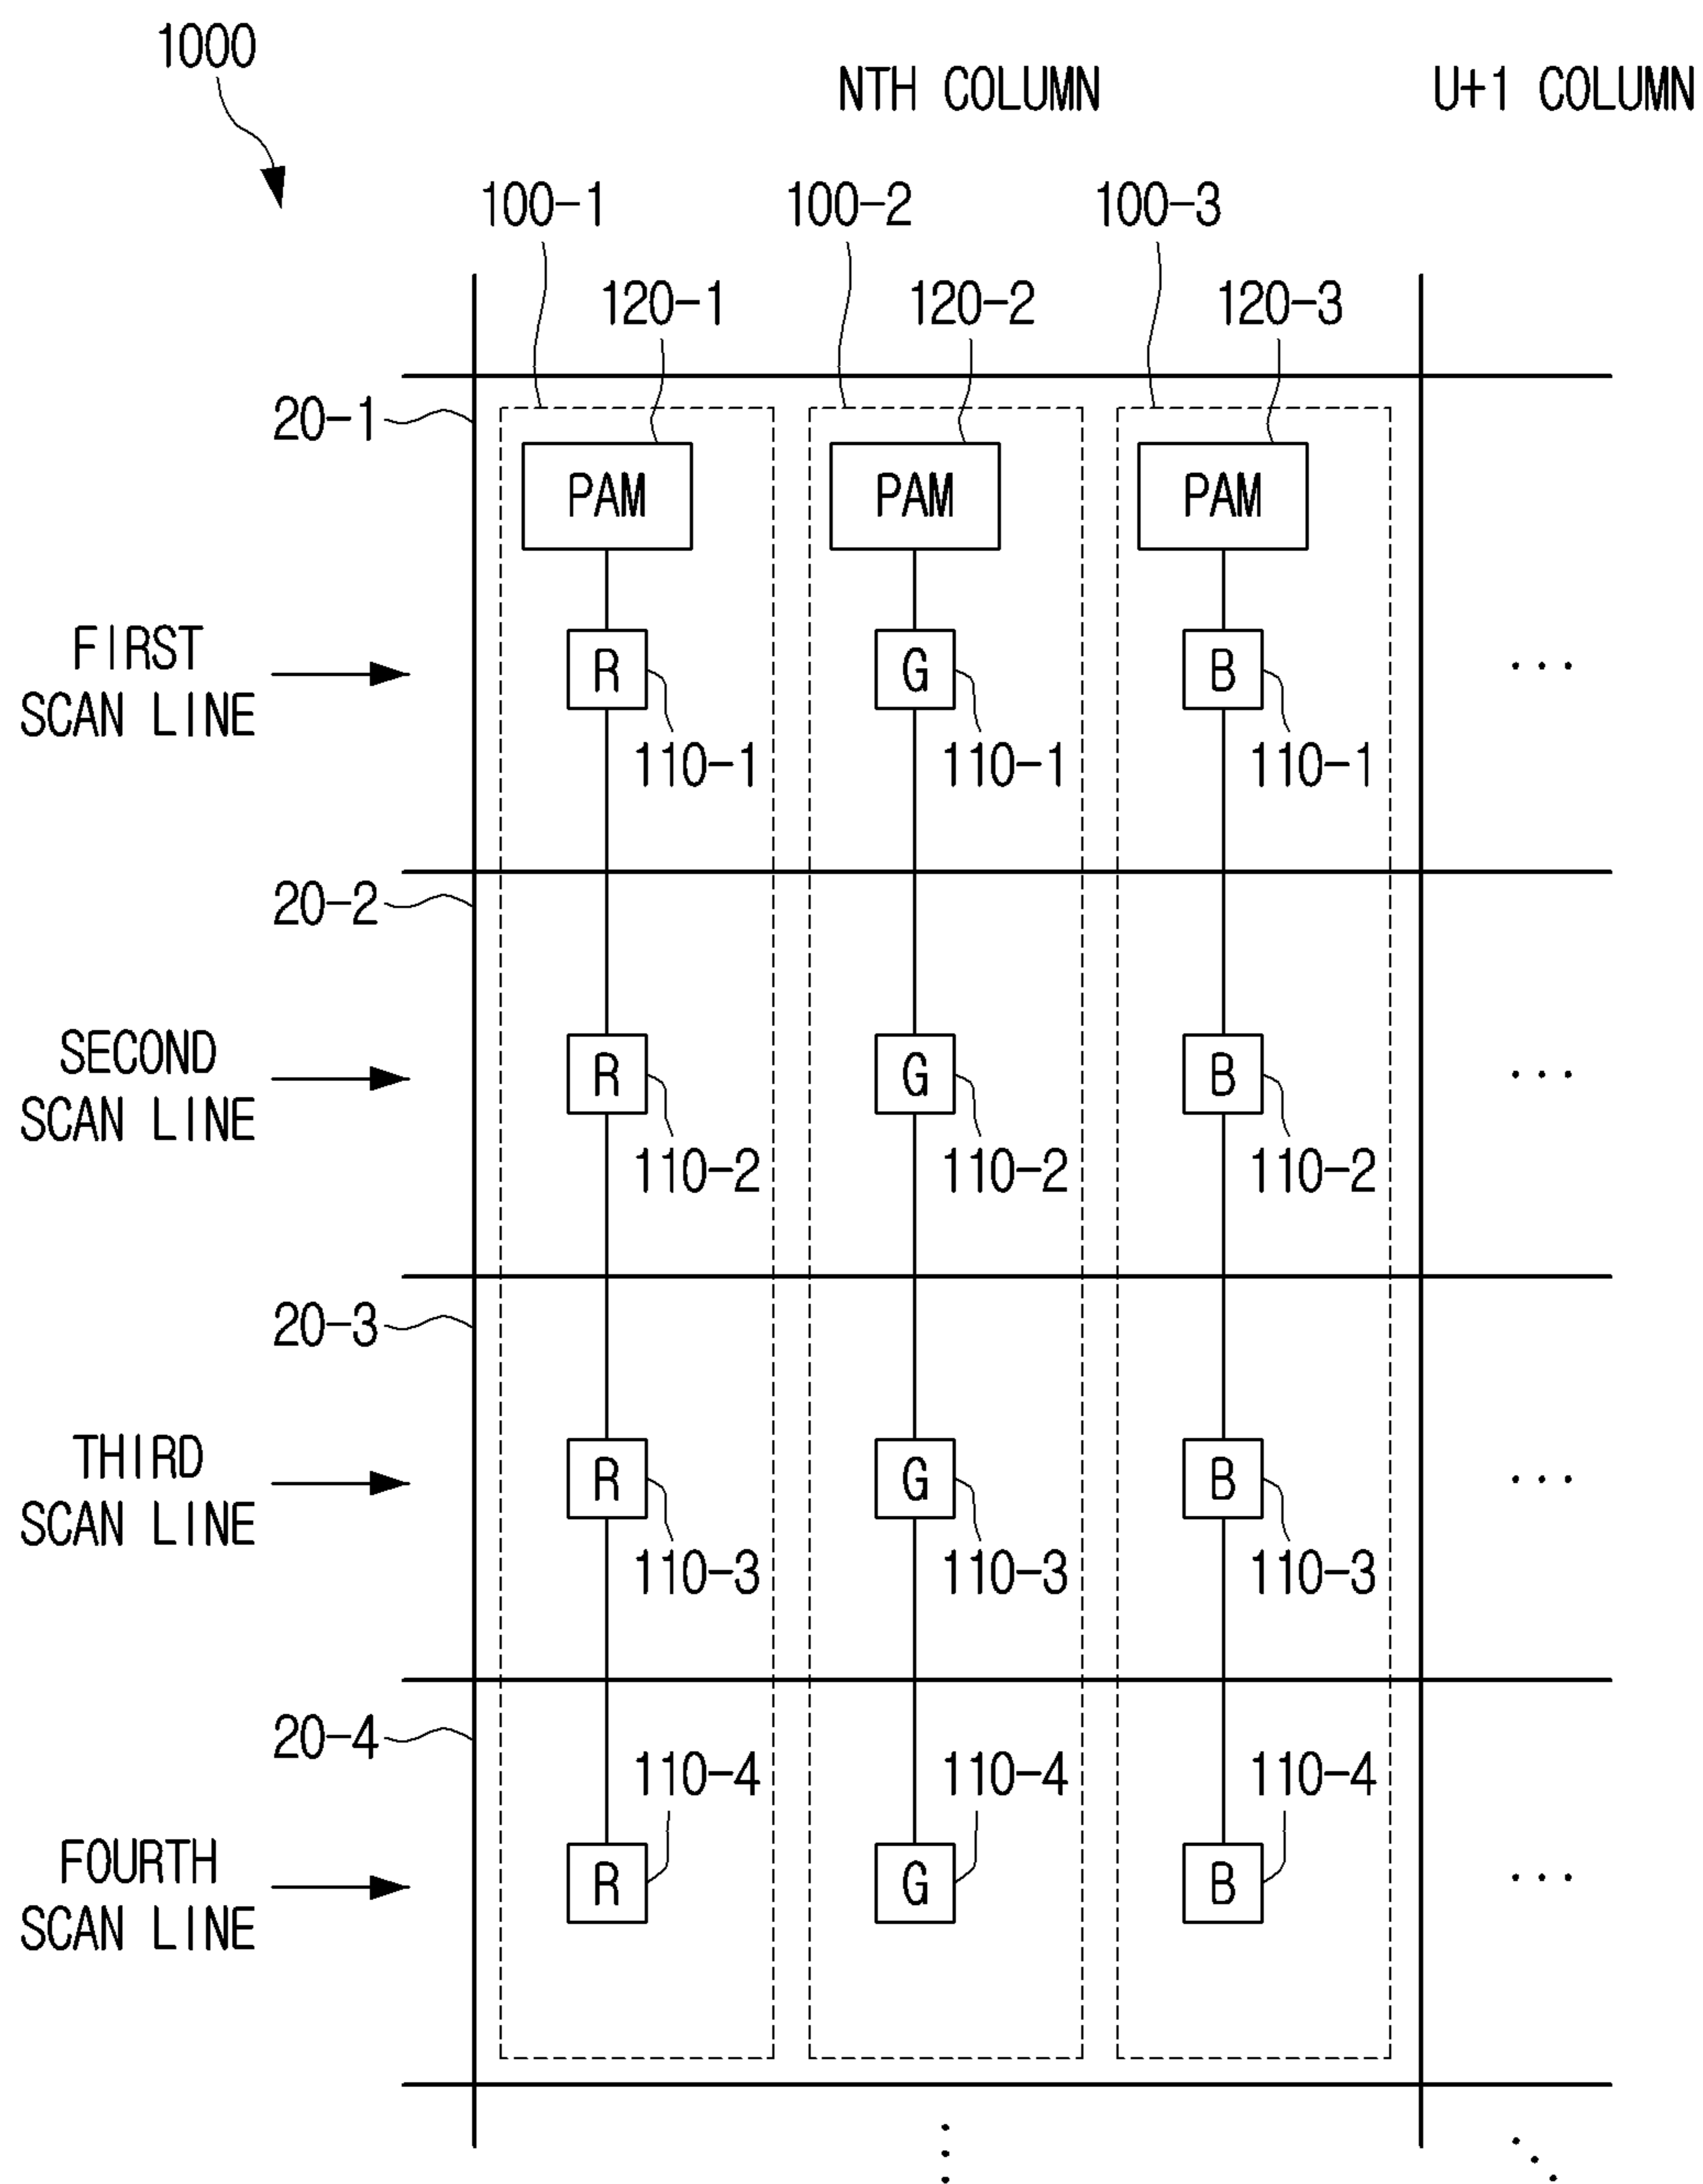 1000
NTH COLUMN U+1 COLUMN
100-1 100-2 100-3
120-1 120-2 120-3
20-1
PAM PAM PAM
FIRST
SCAN LINE
R G B ···
110-1 110-1 110-1
20-2
SECOND
SCAN LINE
R G B ···
110-2 110-2 110-2
20-3
THIRD
SCAN LINE
R G B ···
110-3 110-3 110-3
20-4
110-4 110-4 110-4
FOURTH
SCAN LINE
R G B ···